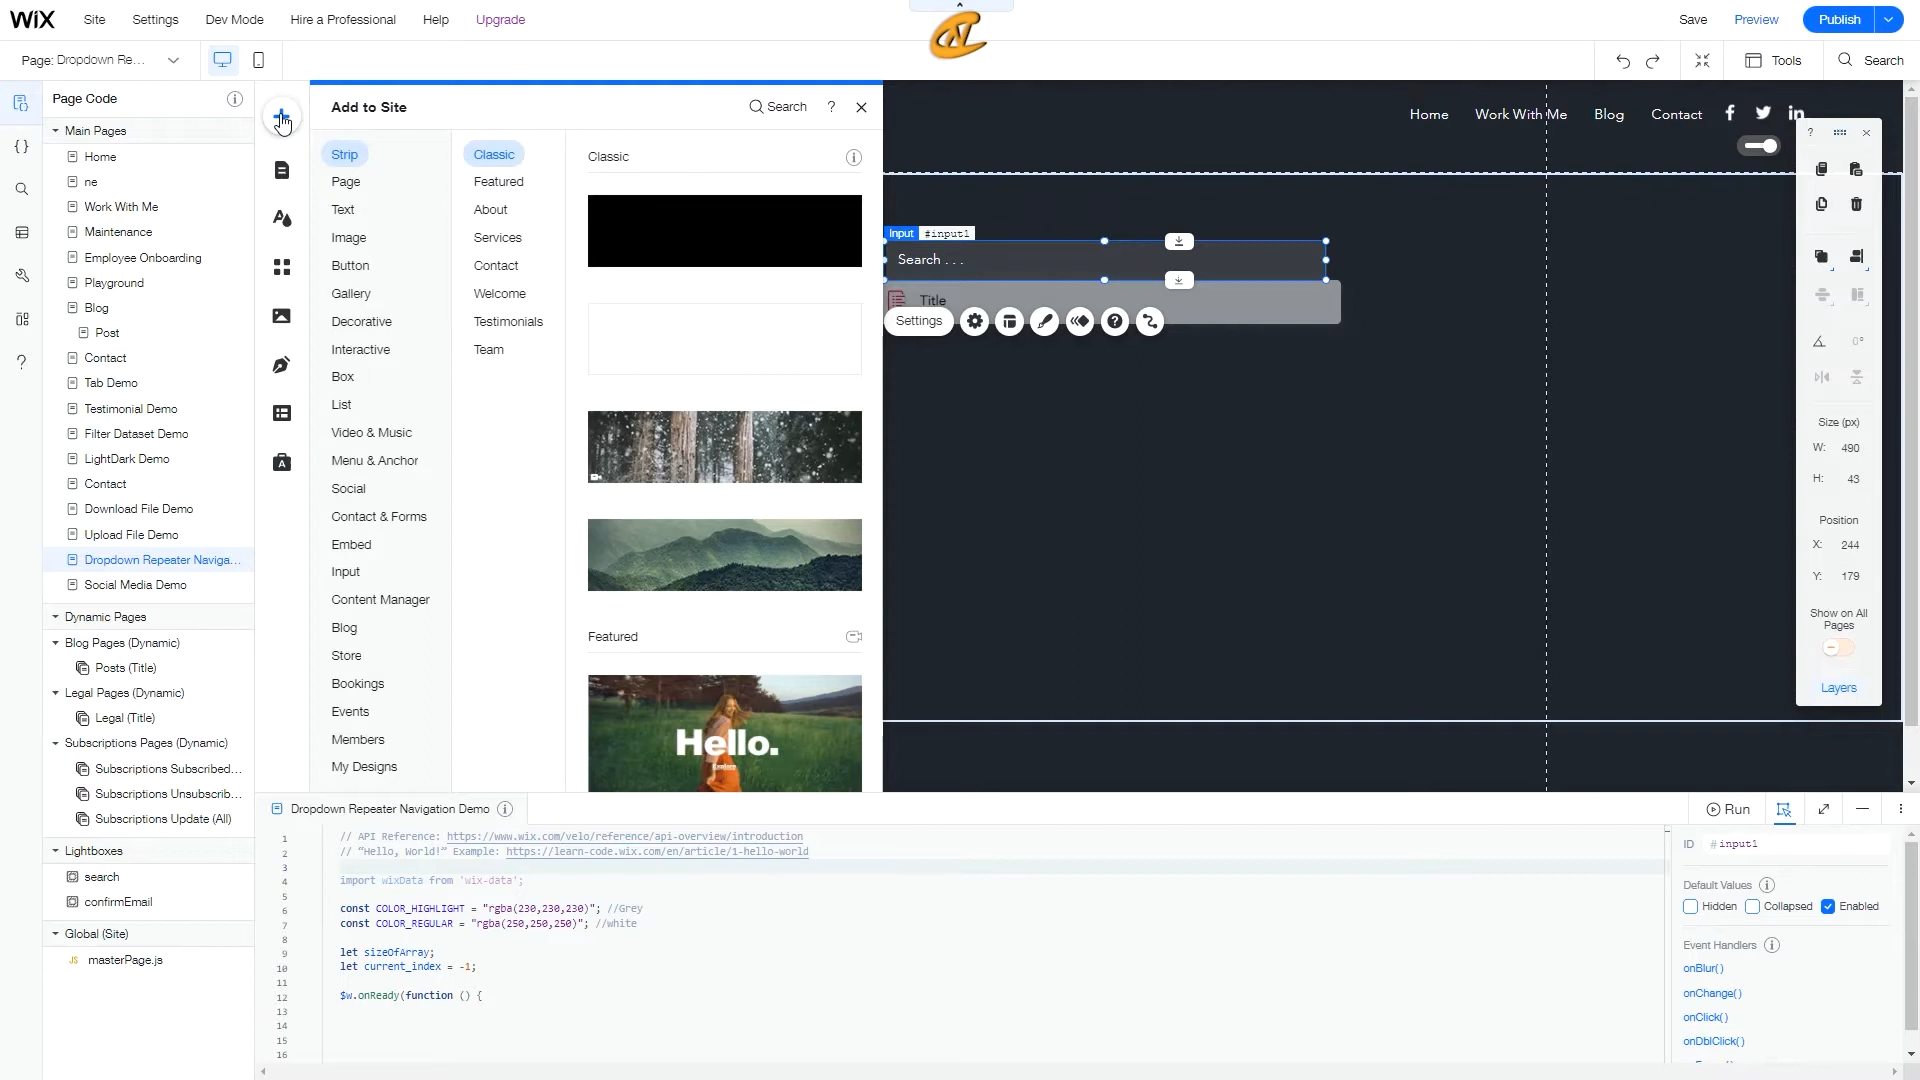 WiX Site Settings Dev Mode Hire a Professional Help Upgrade Save Preview Publish
Page: Dropdown Re... Tools Search
Page Code
Main Pages
Home
ne
Work With Me
Maintenance
Employee Onboarding
Playground
Blog
Post
Contact
Tab Demo
Testimonial Demo
Filter Dataset Demo
LightDark Demo
Contact
Download File Demo
Upload File Demo
Dropdown Repeater Naviga...
Social Media Demo
Dynamic Pages
Blog Pages (Dynamic)
Posts (Title)
Legal Pages (Dynamic)
Legal (Title)
Subscriptions Pages (Dynamic)
Subscriptions Subscribed...
Subscriptions Unsubscrib...
Subscriptions Update (All)
Lightboxes
search
confirmEmail
Global (Site)
JS masterPage.js
Add to Site Search ?
Strip
Page
Text
Image
Button
Gallery
Decorative
Interactive
Box
List
Video & Music
Menu & Anchor
Social
Contact & Forms
Embed
Input
Content Manager
Blog
Store
Bookings
Events
Members
My Designs
Classic
Featured
About
Services
Contact
Welcome
Testimonials
Team
Classic
Featured
Hello.
Explore
Home Work With Me Blog Contact
Input #input1
Search . . .
Title
Settings
?
0°
Size (px)
W: 490
H: 43
Position
X: 244
Y: 179
Show on All
Pages
Layers
Dropdown Repeater Navigation Demo
Run
1 // API Reference: https://www.wix.com/velo/reference/api-overview/introduction
2 // “Hello, World!” Example: https://learn-code.wix.com/en/article/1-hello-world
3
4 import wixData from 'wix-data';
5
6 const COLOR_HIGHLIGHT = "rgba(230,230,230)"; //Grey
7 const COLOR_REGULAR = "rgba(250,250,250)"; //white
8
9 let sizeOfArray;
10 let current_index = -1;
11
12 $w.onReady(function () {
13
14
15
16
ID #input1
Default Values
Hidden Collapsed Enabled
Event Handlers
onBlur()
onChange()
onClick()
onDblClick()